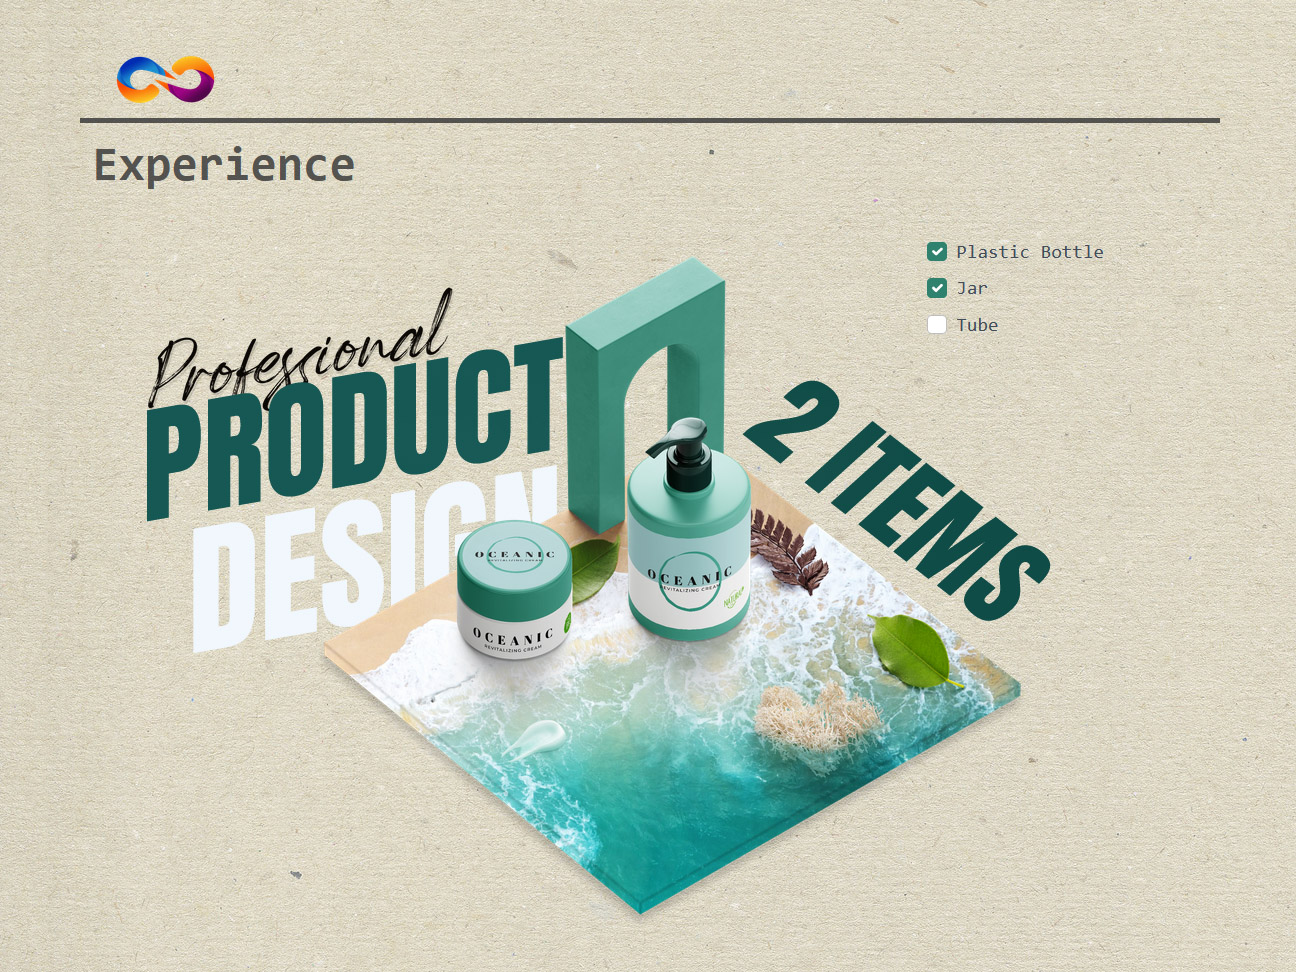 Experience
Plastic Bottle
Jar
Tube
Professional
PRODUCT
DESIGN
2 ITEMS
OCEANIC
REVITALIZING CREAM
OCEANIC
REVITALIZING CREAM
OCEANIC
REVITALIZING CREAM
NATURAL